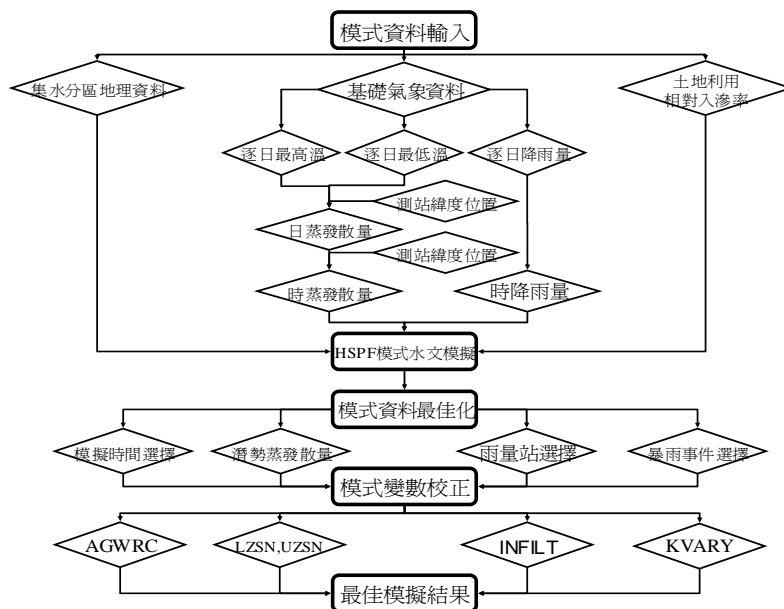 模式資料輸入
集水分區地理資料
基礎氣象資料
土地利用
相對入滲率
逐日最高溫
逐日最低溫
逐日降雨量
測站緯度位置
日蒸發散量
測站緯度位置
時蒸發散量
時降雨量
HSPF模式水文模擬
模式資料最佳化
模擬時間選擇
潛勢蒸發散量
雨量站選擇
暴雨事件選擇
模式變數校正
AGWRC
LZSN,UZSN
INFILT
KVARY
最佳模擬結果